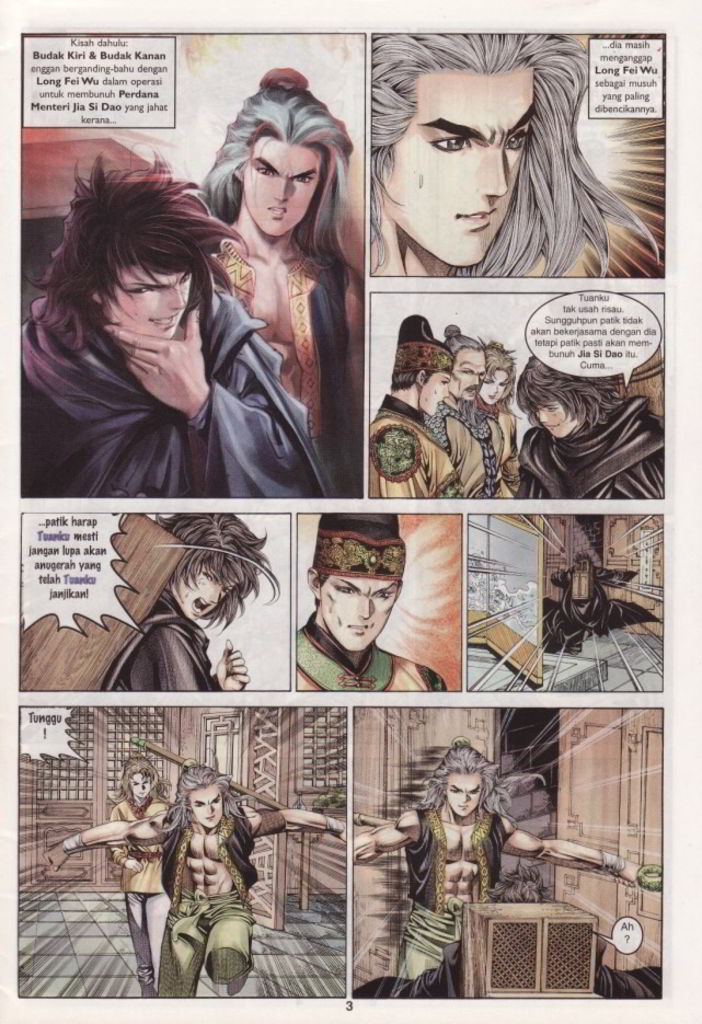 Kisah dahulu:
Budak Kiri & Budak Kanan
enggan berganding-bahu dengan
Long Fei Wu dalam operasi
untuk membunuh Perdana
Menteri Jia Si Dao yang jahat
kerana...
...dia masih
menganggap
Long Fei Wu
sebagai musuh
yang paling
dibencikannya.
Tuanku
tak usah risau.
Sungguhpun patik tidak
akan bekerjasama dengan dia
tetapi patik pasti akan mem-
bunuh Jia Si Dao itu.
Cuma...
...patik harap
Tuanku mesti
jangan lupa akan
anugerah yang
telah Tuanku
janjikan!
Tunggu
!
Ah
?
3